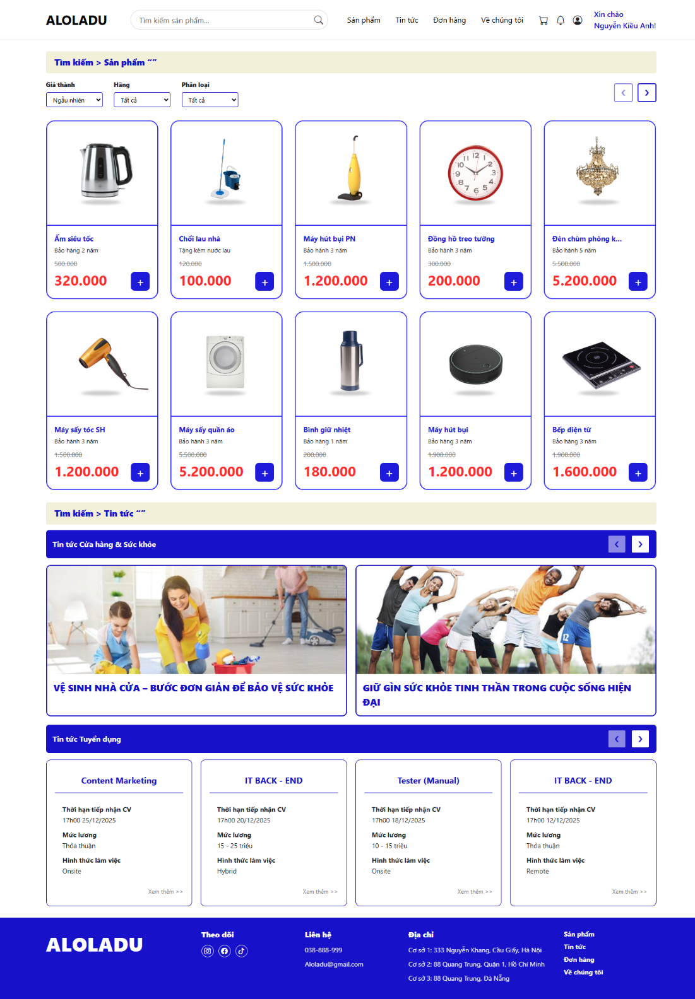 ALOLADU
Tìm kiếm sản phẩm...
Sản phẩm
Tin tức
Đơn hàng
Về chúng tôi
Xin chào
Nguyễn Kiều Anh!
Tìm kiếm > Sản phẩm “”
Giá thành
Hãng
Phân loại
Ngẫu nhiên
Tất cả
Tất cả
Ấm siêu tốc
Bảo hàng 2 năm
500.000
320.000
+
Chổi lau nhà
Tặng kèm nước lau
120.000
100.000
+
Máy hút bụi PN
Bảo hành 3 năm
1.500.000
1.200.000
+
Đồng hồ treo tường
Bảo hành 3 năm
300.000
200.000
+
Đèn chùm phòng k...
Bảo hành 5 năm
5.500.000
5.200.000
+
Máy sấy tóc SH
Bảo hành 3 năm
1.500.000
1.200.000
+
Máy sấy quần áo
Bảo hành 3 năm
5.500.000
5.200.000
+
Bình giữ nhiệt
Bảo hàng 1 năm
200.000
180.000
+
Máy hút bụi
Bảo hàng 3 năm
1.900.000
1.200.000
+
Bếp điện từ
Bảo hàng 3 năm
1.900.000
1.600.000
+
Tìm kiếm > Tin tức “”
Tin tức Cửa hàng & Sức khỏe
VỆ SINH NHÀ CỬA – BƯỚC ĐƠN GIẢN ĐỂ BẢO VỆ SỨC KHỎE
GIỮ GÌN SỨC KHỎE TINH THẦN TRONG CUỘC SỐNG HIỆN
ĐẠI
Tin tức Tuyển dụng
Content Marketing
Thời hạn tiếp nhận CV
17h00 25/12/2025
Mức lương
Thỏa thuận
Hình thức làm việc
Onsite
Xem thêm >>
IT BACK - END
Thời hạn tiếp nhận CV
17h00 20/12/2025
Mức lương
15 - 25 triệu
Hình thức làm việc
Hybrid
Xem thêm >>
Tester (Manual)
Thời hạn tiếp nhận CV
17h00 18/12/2025
Mức lương
10 - 15 triệu
Hình thức làm việc
Onsite
Xem thêm >>
IT BACK - END
Thời hạn tiếp nhận CV
17h00 12/12/2025
Mức lương
Thỏa thuận
Hình thức làm việc
Remote
Xem thêm >>
ALOLADU
Theo dõi
Liên hệ
038-888-999
Aloladu@gmail.com
Địa chỉ
Cơ sở 1: 333 Nguyễn Khang, Cầu Giấy, Hà Nội
Cơ sở 2: 88 Quang Trung, Quận 1, Hồ Chí Minh
Cơ sở 3: 88 Quang Trung, Đà Nẵng
Sản phẩm
Tin tức
Đơn hàng
Về chúng tôi